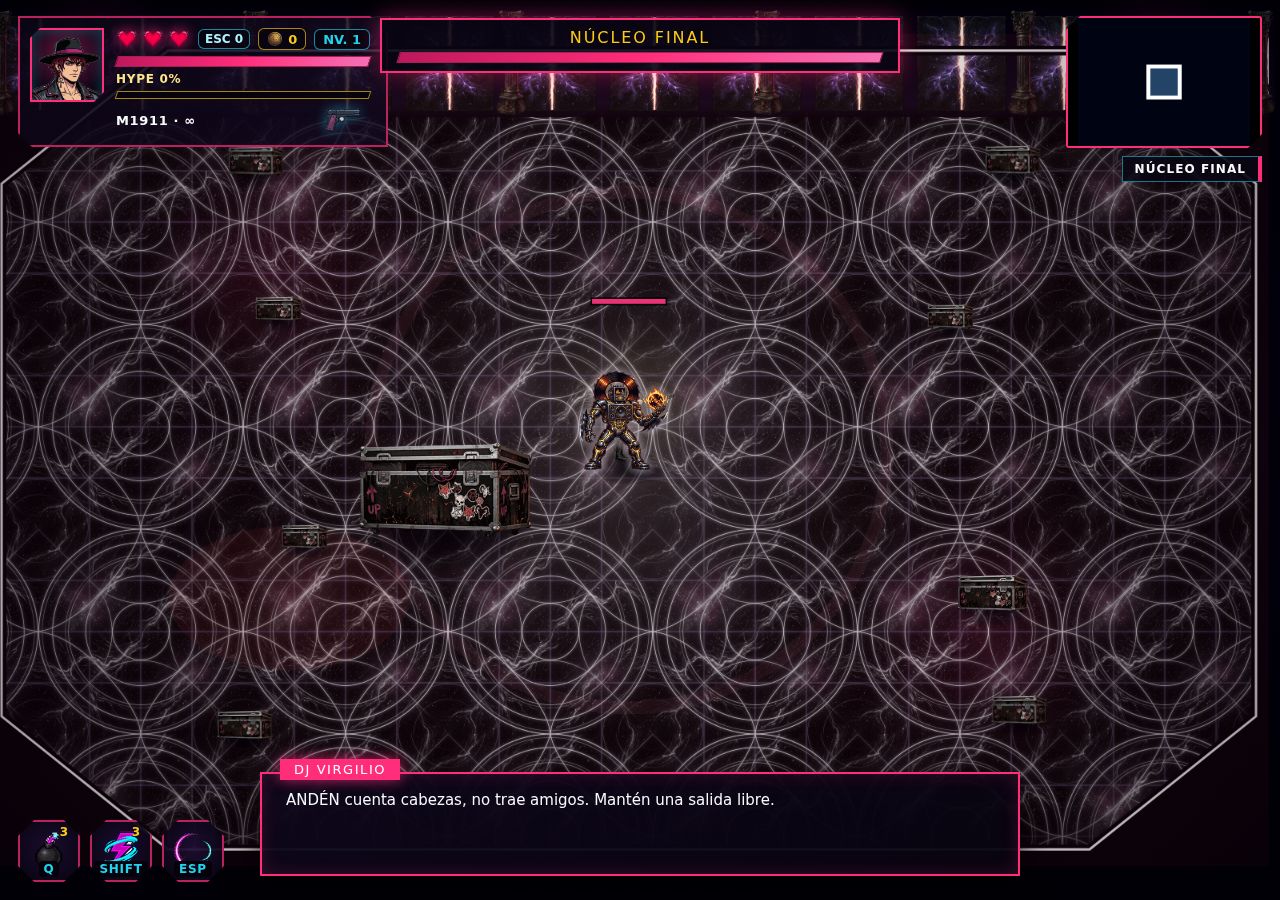 ESC 0
0
NV. 1
HYPE 0%
M1911 · ∞
NÚCLEO FINAL
NÚCLEO FINAL
UP
DJ VIRGILIO
ANDÉN cuenta cabezas, no trae amigos. Mantén una salida libre.
3
Q
3
SHIFT
ESP